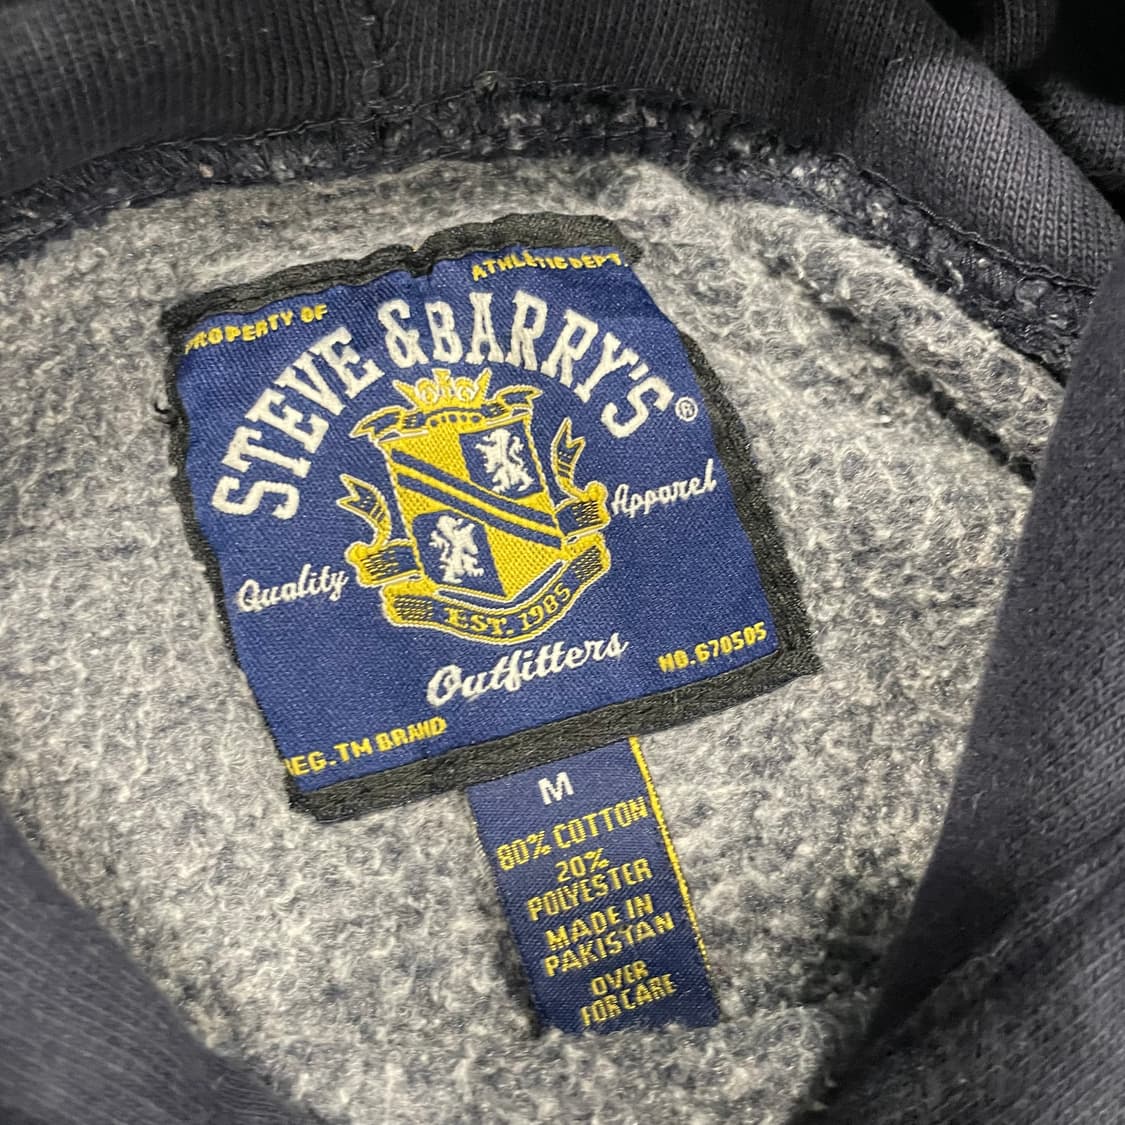 PROPERTY OF
ATHLETIC DEP'T.
STEVE & BARRY'S®
Quality
Apparel
EST. 1985
Outfitters
NO. 670505
REG. TM BRAND
M
80% COTTON
20%
POLYESTER
MADE IN
PAKISTAN
OVER
FOR CARE